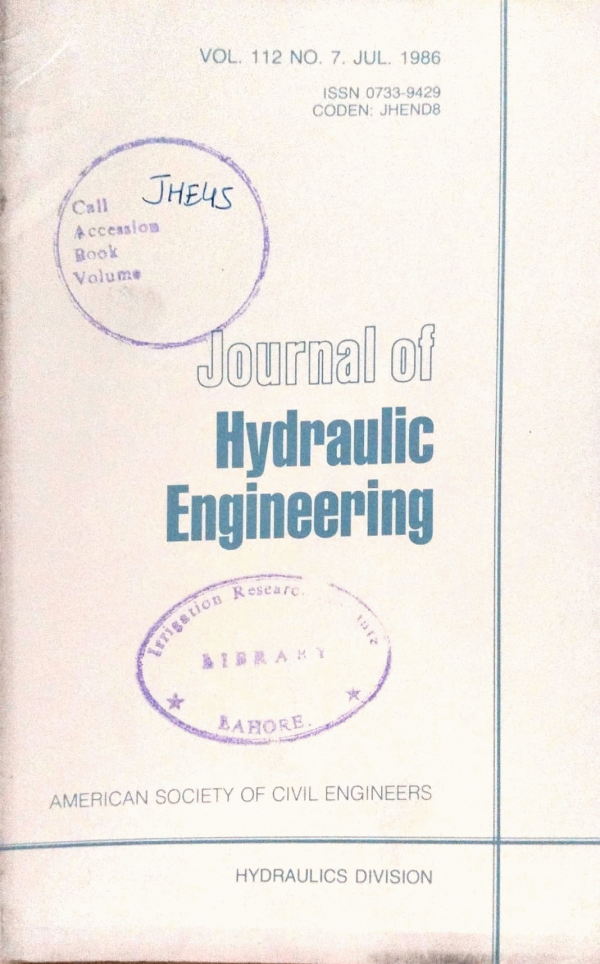 VOL. 112 NO. 7. JUL. 1986
ISSN 0733-9429
CODEN: JHEND8
JHE45
Call
Accession
Book
Volume
Journal of
Hydraulic
Engineering
Irrigation Researc
LIBRARY
LAHORE.
AMERICAN SOCIETY OF CIVIL ENGINEERS
HYDRAULICS DIVISION